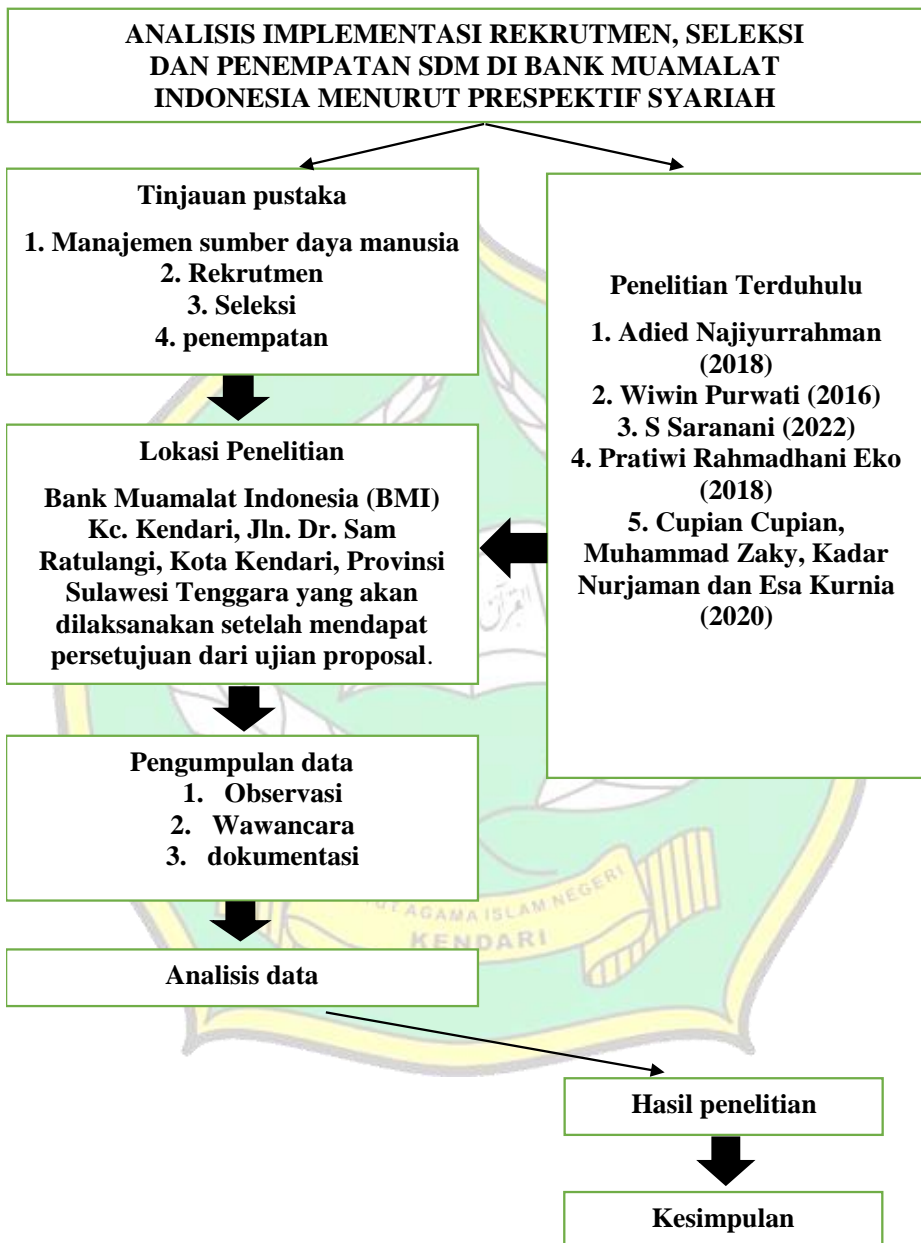 ANALISIS IMPLEMENTASI REKRUTMEN, SELEKSI
DAN PENEMPATAN SDM DI BANK MUAMALAT
INDONESIA MENURUT PRESPEKTIF SYARIAH
Tinjauan pustaka
1. Manajemen sumber daya manusia
2. Rekrutmen
3. Seleksi
4. penempatan
Penelitian Terduhulu
1. Adied Najiyurrahman
(2018)
2. Wiwin Purwati (2016)
3. S Saranani (2022)
4. Pratiwi Rahmadhani Eko
(2018)
5. Cupian Cupian,
Muhammad Zaky, Kadar
Nurjaman dan Esa Kurnia
(2020)
Lokasi Penelitian
Bank Muamalat Indonesia (BMI)
Kc. Kendari, Jln. Dr. Sam
Ratulangi, Kota Kendari, Provinsi
Sulawesi Tenggara yang akan
dilaksanakan setelah mendapat
persetujuan dari ujian proposal.
Pengumpulan data
1. Observasi
2. Wawancara
3. dokumentasi
AGAMA ISLAM NEGERI
KENDARI
Analisis data
Hasil penelitian
Kesimpulan